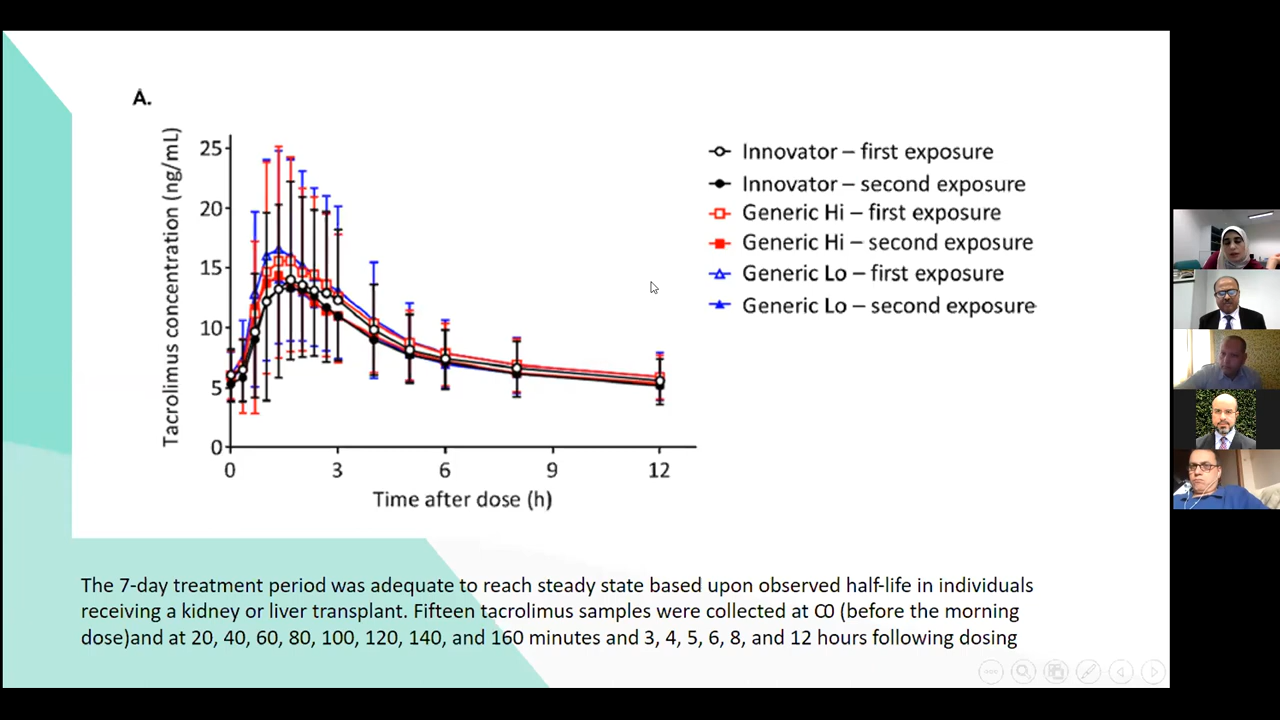 A.
Tacrolimus concentration (ng/mL)
25
20
15
10
5
0
0 3 6 9 12
Time after dose (h)
Innovator – first exposure
Innovator – second exposure
Generic Hi – first exposure
Generic Hi – second exposure
Generic Lo – first exposure
Generic Lo – second exposure
The 7-day treatment period was adequate to reach steady state based upon observed half-life in individuals
receiving a kidney or liver transplant. Fifteen tacrolimus samples were collected at C0 (before the morning
dose)and at 20, 40, 60, 80, 100, 120, 140, and 160 minutes and 3, 4, 5, 6, 8, and 12 hours following dosing